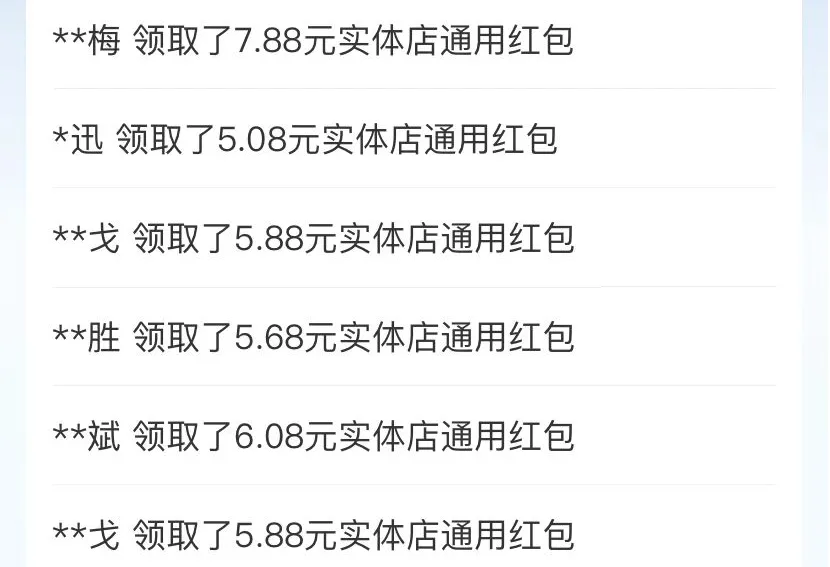 **梅 领取了7.88元实体店通用红包
*迅 领取了5.08元实体店通用红包
**戈 领取了5.88元实体店通用红包
**胜 领取了5.68元实体店通用红包
**斌 领取了6.08元实体店通用红包
**戈 领取了5.88元实体店通用红包